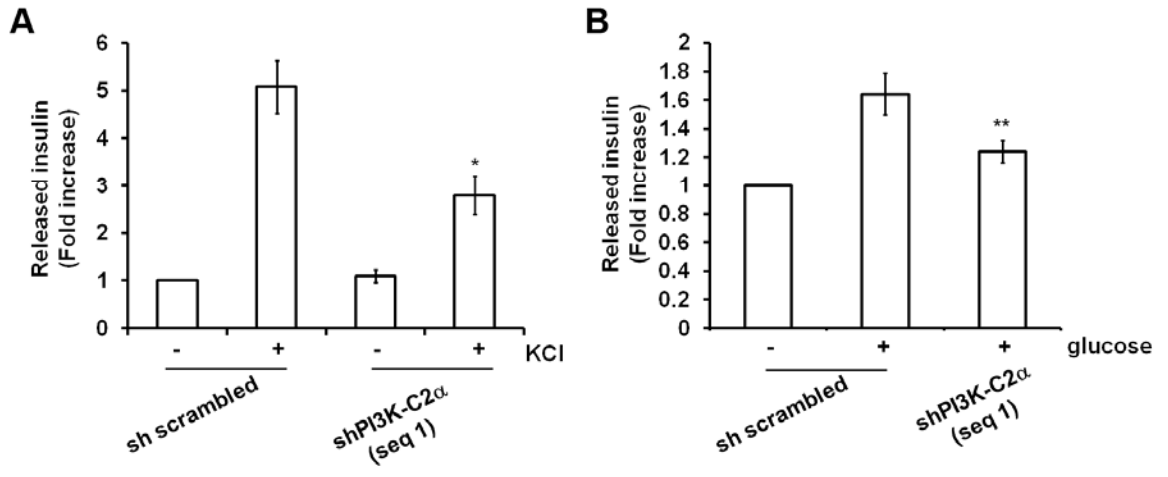 A
Released insulin
(Fold increase)
6
5
4
3
2
1
0
*
- + - + KCl
sh scrambled
shPI3K-C2α
(seq 1)
B
Released insulin
(Fold increase)
2
1.8
1.6
1.4
1.2
1
0.8
0.6
0.4
0.2
0
**
- + + glucose
sh scrambled
shPI3K-C2α
(seq 1)